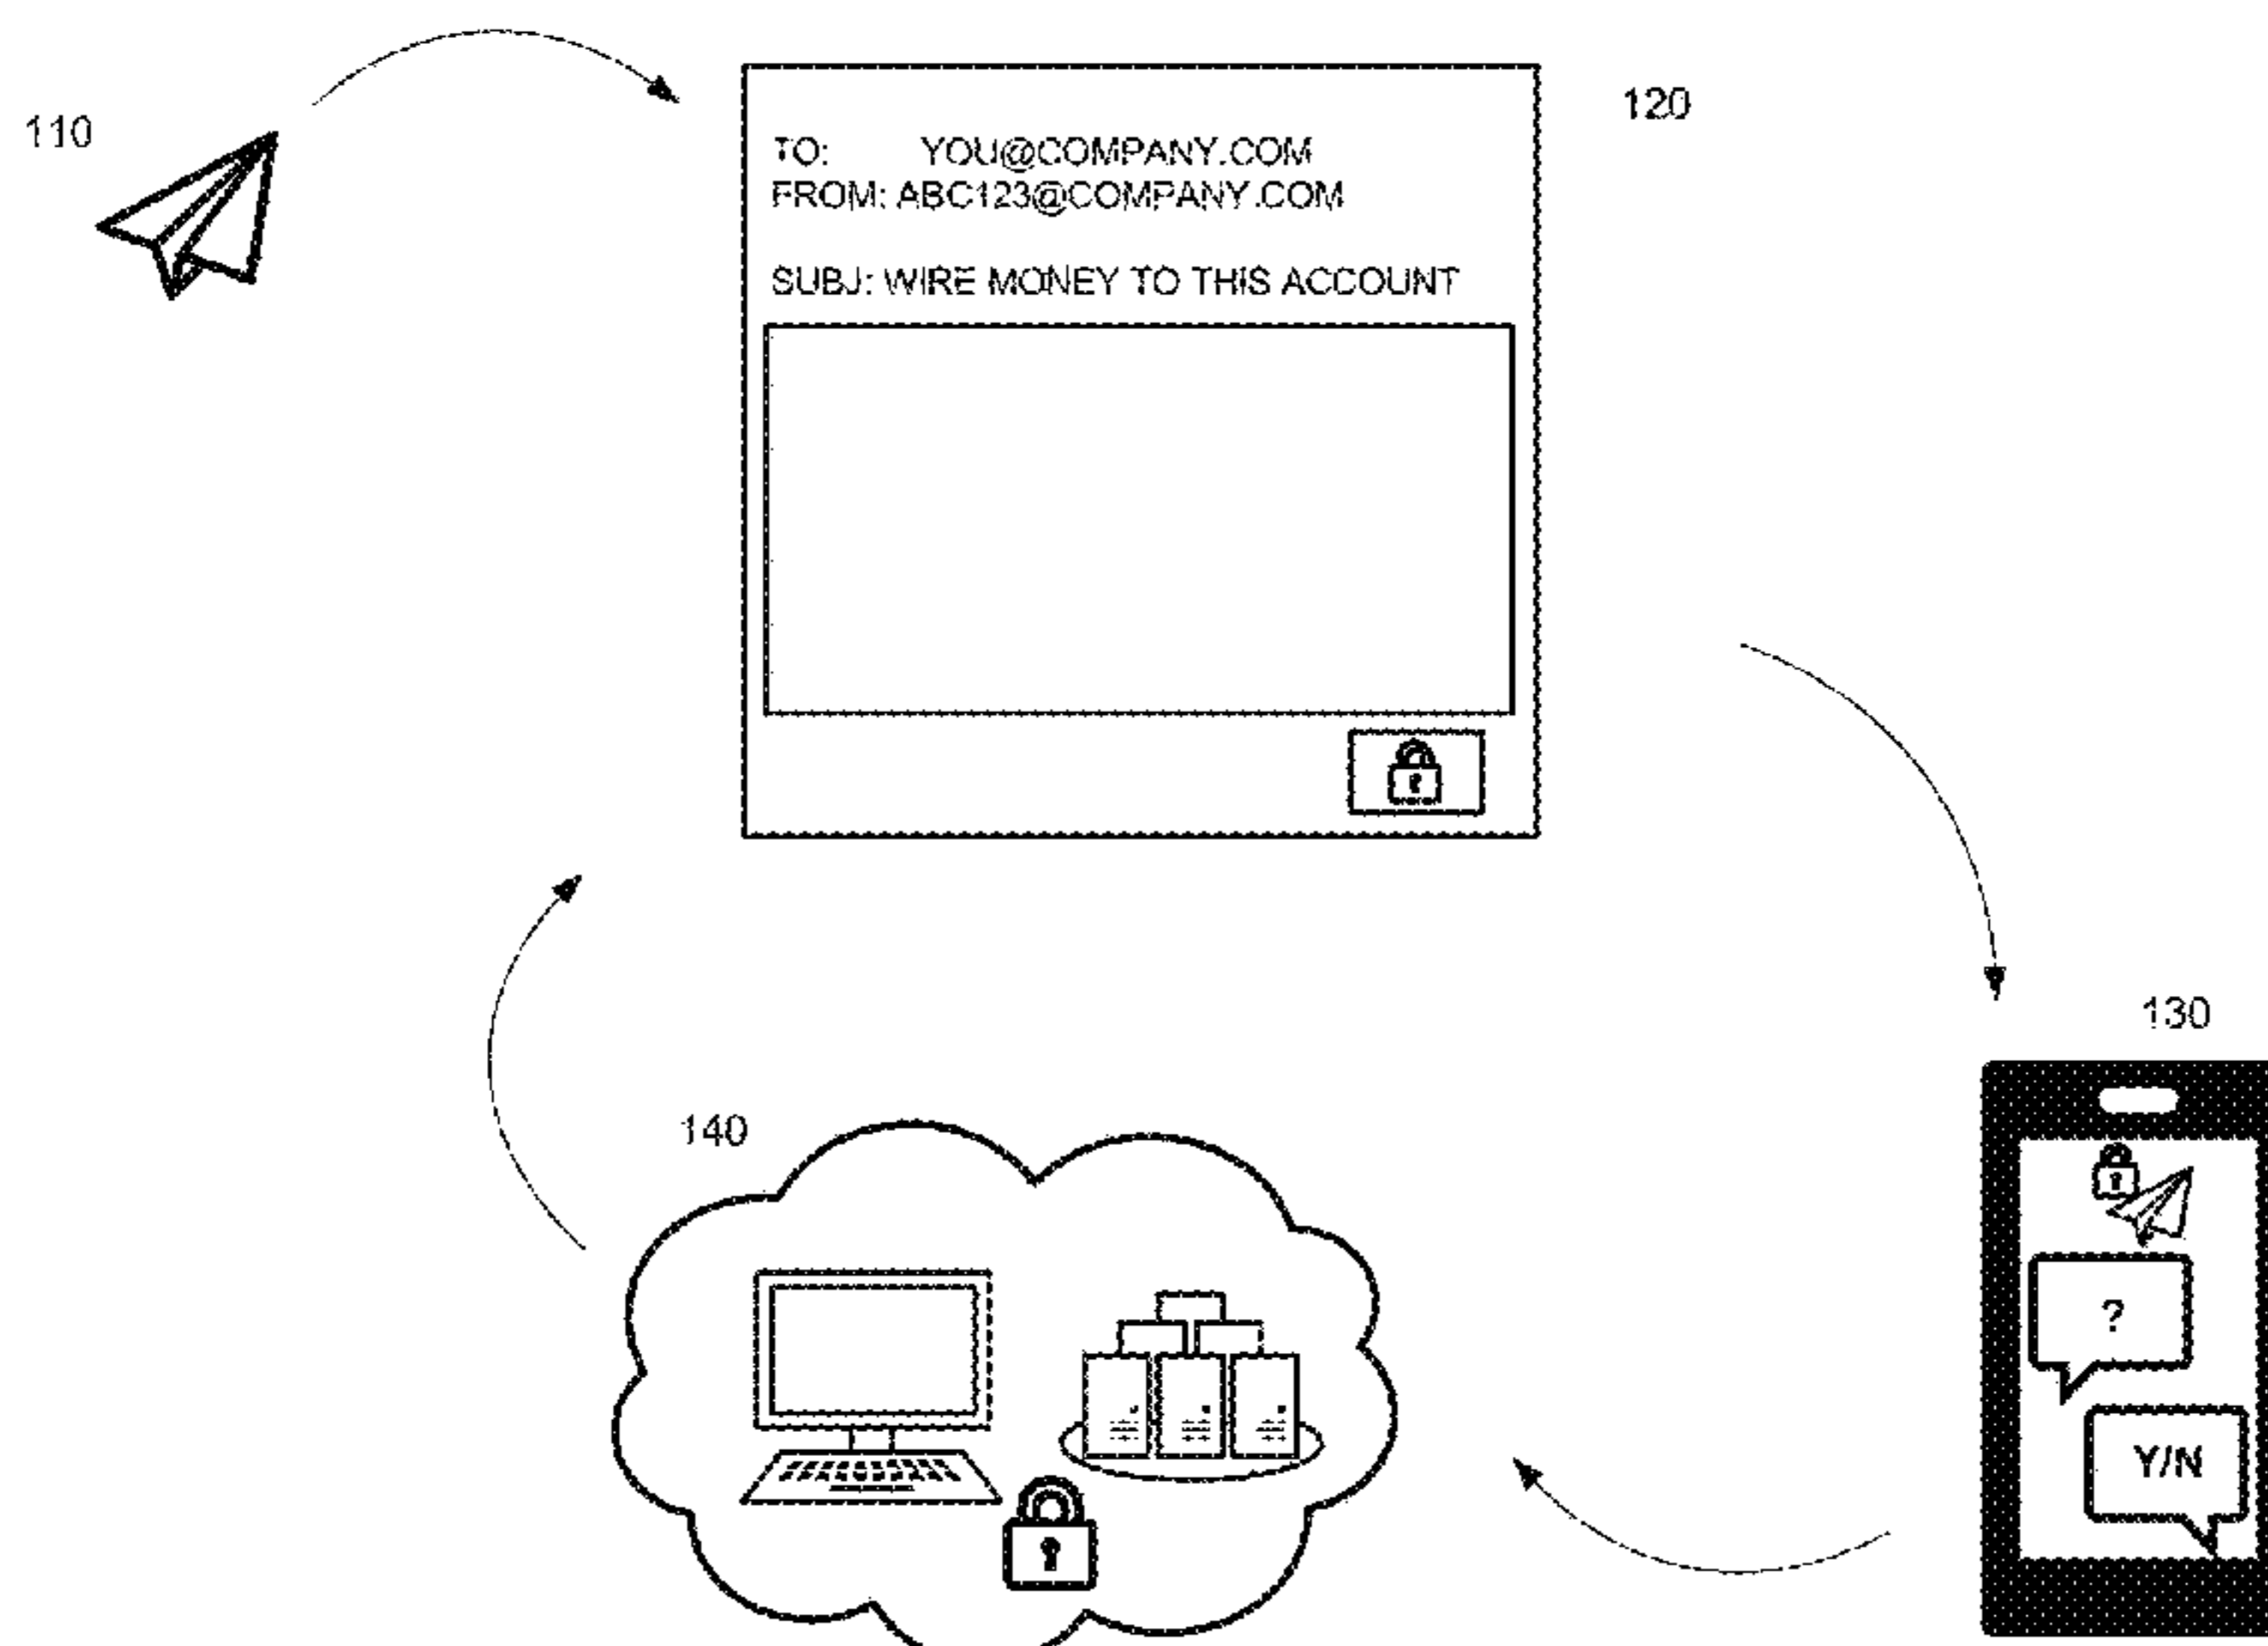 110
120
TO: YOU@COMPANY.COM
FROM: ABC123@COMPANY.COM
SUBJ: WIRE MONEY TO THIS ACCOUNT
130
140
?
Y/N